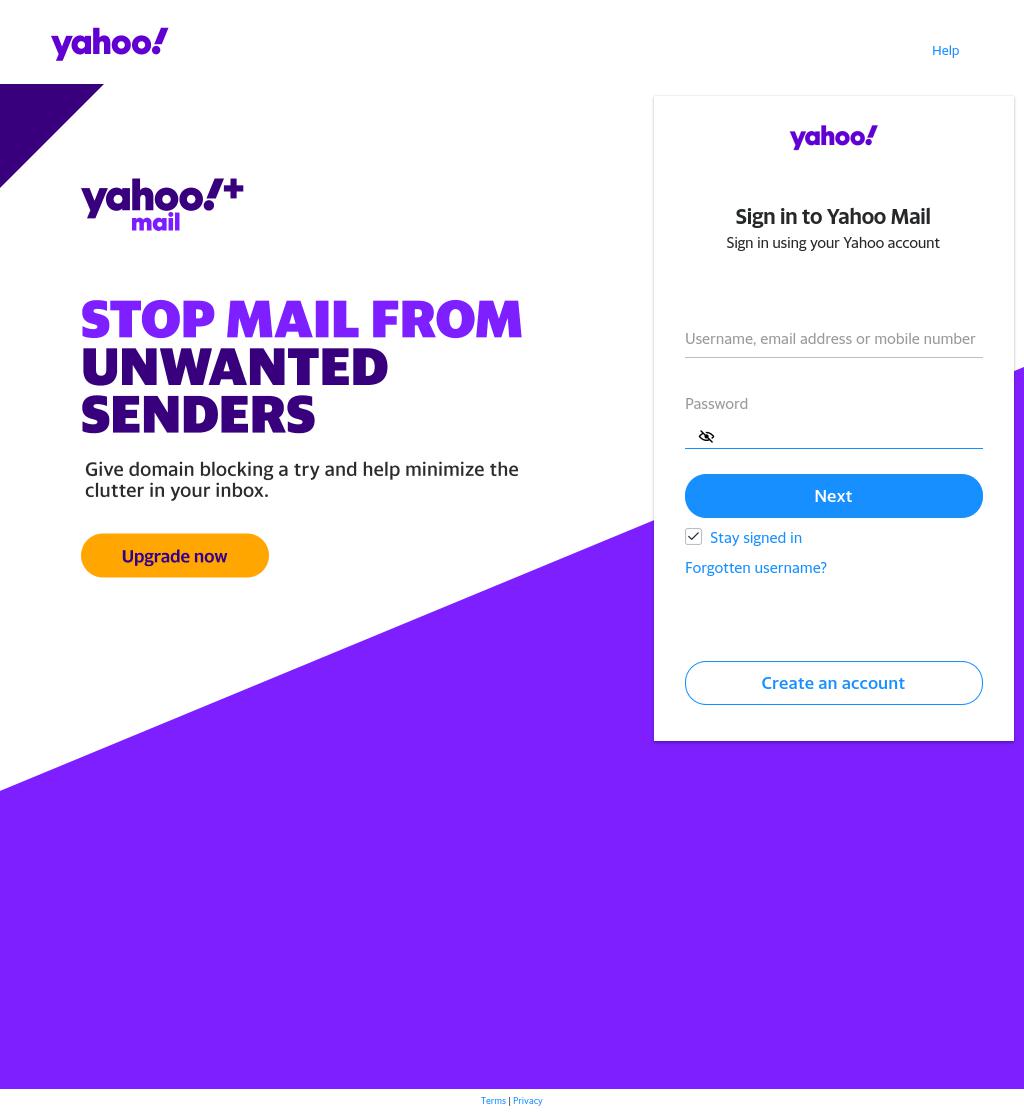 yahoo!
Help
yahoo!+
mail
STOP MAIL FROM
UNWANTED
SENDERS
Give domain blocking a try and help minimize the
clutter in your inbox.
Upgrade now
yahoo!
Sign in to Yahoo Mail
Sign in using your Yahoo account
Username, email address or mobile number
Password
Next
Stay signed in
Forgotten username?
Create an account
Terms | Privacy